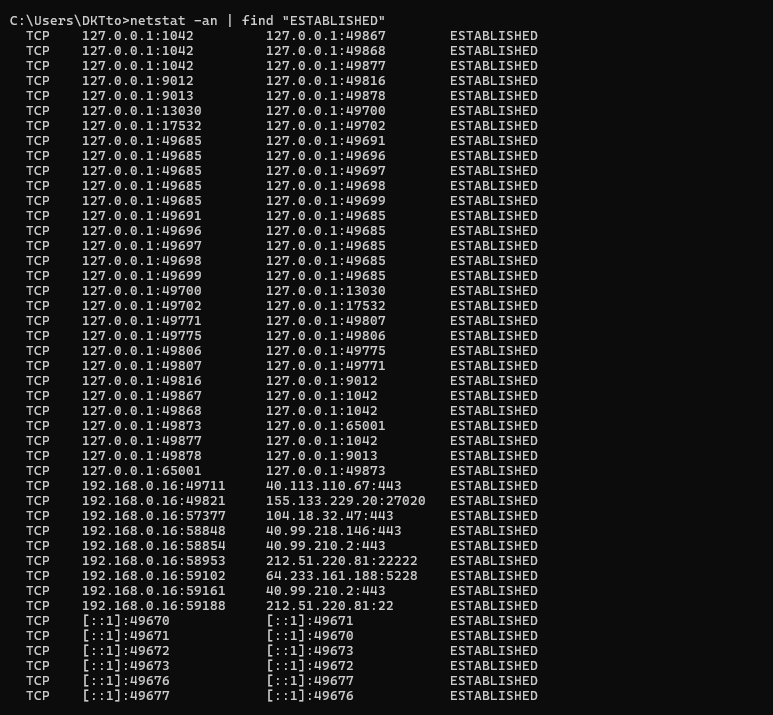 C:\Users\DKTto>netstat -an | find "ESTABLISHED"
TCP 127.0.0.1:1042 127.0.0.1:49867 ESTABLISHED
TCP 127.0.0.1:1042 127.0.0.1:49868 ESTABLISHED
TCP 127.0.0.1:1042 127.0.0.1:49877 ESTABLISHED
TCP 127.0.0.1:9012 127.0.0.1:49816 ESTABLISHED
TCP 127.0.0.1:9013 127.0.0.1:49878 ESTABLISHED
TCP 127.0.0.1:13030 127.0.0.1:49700 ESTABLISHED
TCP 127.0.0.1:17532 127.0.0.1:49702 ESTABLISHED
TCP 127.0.0.1:49685 127.0.0.1:49691 ESTABLISHED
TCP 127.0.0.1:49685 127.0.0.1:49696 ESTABLISHED
TCP 127.0.0.1:49685 127.0.0.1:49697 ESTABLISHED
TCP 127.0.0.1:49685 127.0.0.1:49698 ESTABLISHED
TCP 127.0.0.1:49685 127.0.0.1:49699 ESTABLISHED
TCP 127.0.0.1:49691 127.0.0.1:49685 ESTABLISHED
TCP 127.0.0.1:49696 127.0.0.1:49685 ESTABLISHED
TCP 127.0.0.1:49697 127.0.0.1:49685 ESTABLISHED
TCP 127.0.0.1:49698 127.0.0.1:49685 ESTABLISHED
TCP 127.0.0.1:49699 127.0.0.1:49685 ESTABLISHED
TCP 127.0.0.1:49700 127.0.0.1:13030 ESTABLISHED
TCP 127.0.0.1:49702 127.0.0.1:17532 ESTABLISHED
TCP 127.0.0.1:49771 127.0.0.1:49807 ESTABLISHED
TCP 127.0.0.1:49775 127.0.0.1:49806 ESTABLISHED
TCP 127.0.0.1:49806 127.0.0.1:49775 ESTABLISHED
TCP 127.0.0.1:49807 127.0.0.1:49771 ESTABLISHED
TCP 127.0.0.1:49816 127.0.0.1:9012 ESTABLISHED
TCP 127.0.0.1:49867 127.0.0.1:1042 ESTABLISHED
TCP 127.0.0.1:49868 127.0.0.1:1042 ESTABLISHED
TCP 127.0.0.1:49873 127.0.0.1:65001 ESTABLISHED
TCP 127.0.0.1:49877 127.0.0.1:1042 ESTABLISHED
TCP 127.0.0.1:49878 127.0.0.1:9013 ESTABLISHED
TCP 127.0.0.1:65001 127.0.0.1:49873 ESTABLISHED
TCP 192.168.0.16:49711 40.113.110.67:443 ESTABLISHED
TCP 192.168.0.16:49821 155.133.229.20:27020 ESTABLISHED
TCP 192.168.0.16:57377 104.18.32.47:443 ESTABLISHED
TCP 192.168.0.16:58848 40.99.218.146:443 ESTABLISHED
TCP 192.168.0.16:58854 40.99.210.2:443 ESTABLISHED
TCP 192.168.0.16:58953 212.51.220.81:22222 ESTABLISHED
TCP 192.168.0.16:59102 64.233.161.188:5228 ESTABLISHED
TCP 192.168.0.16:59161 40.99.210.2:443 ESTABLISHED
TCP 192.168.0.16:59188 212.51.220.81:22 ESTABLISHED
TCP [::1]:49670 [::1]:49671 ESTABLISHED
TCP [::1]:49671 [::1]:49670 ESTABLISHED
TCP [::1]:49672 [::1]:49673 ESTABLISHED
TCP [::1]:49673 [::1]:49672 ESTABLISHED
TCP [::1]:49676 [::1]:49677 ESTABLISHED
TCP [::1]:49677 [::1]:49676 ESTABLISHED